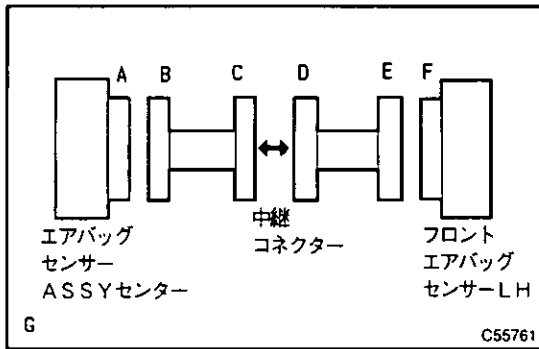 A B C D E F
中継
コネクター
エアバッグ
センサー
ASSYセンター
フロント
エアバッグ
センサーLH
G
C55761